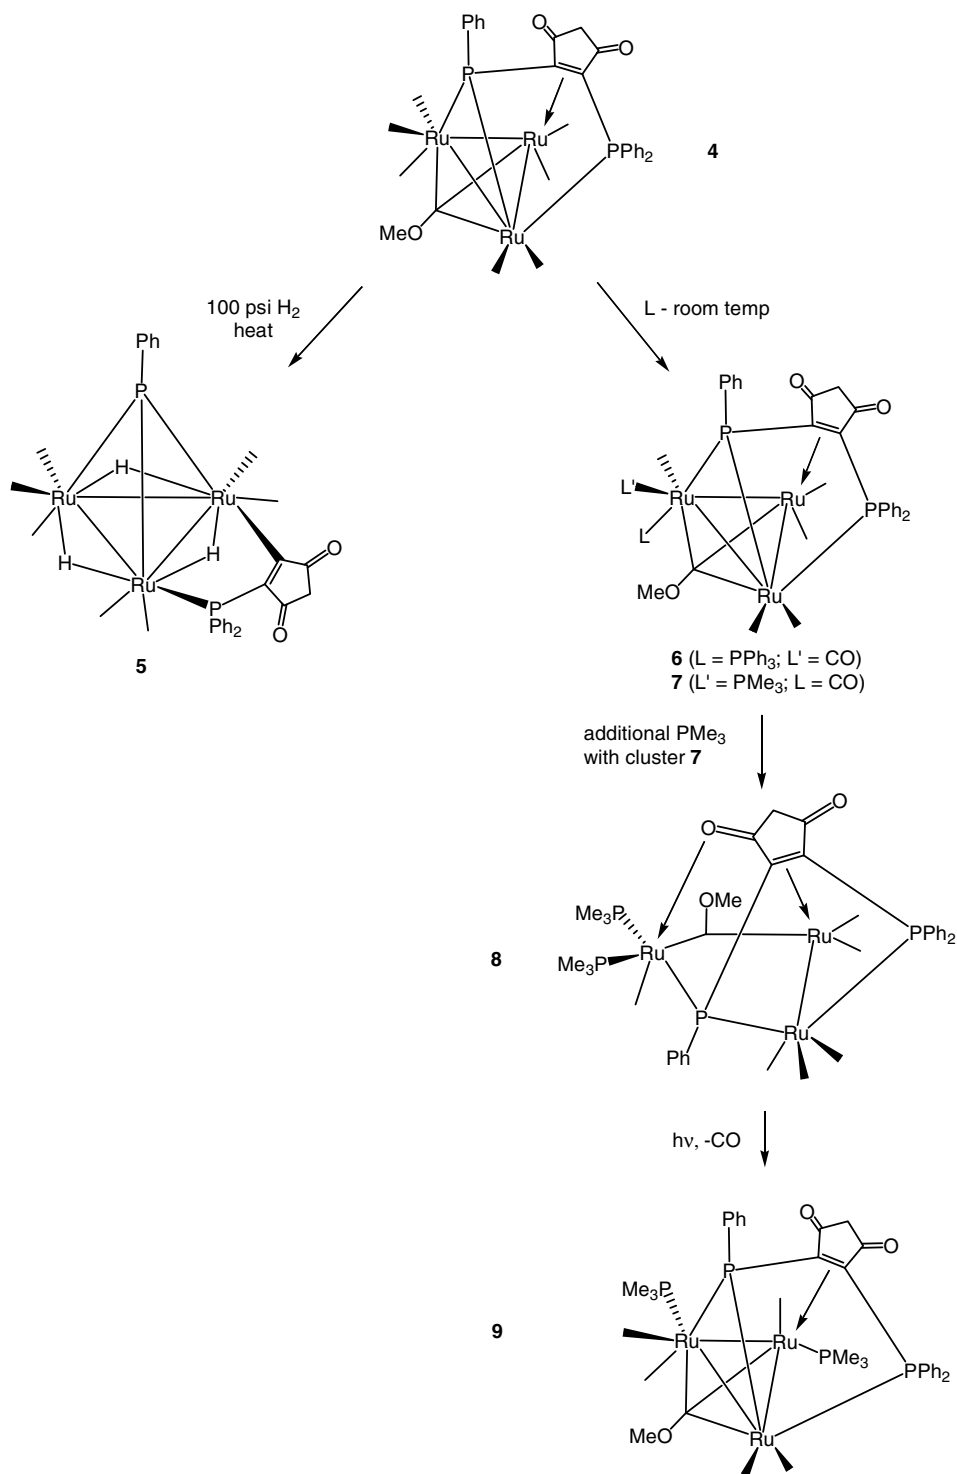 Ph
O
O
P
Ru
Ru
PPh2
4
MeO
Ru
100 psi H2
heat
L - room temp
Ph
P
H
Ru
Ru
H
H
Ru
P
Ph2
O
O
5
Ph
O
O
P
L'
Ru
Ru
L
PPh2
MeO
Ru
6 (L = PPh3; L' = CO)
7 (L' = PMe3; L = CO)
additional PMe3
with cluster 7
O
O
OMe
Me3P
Me3P
Ru
Ru
PPh2
8
P
Ru
Ph
hν, -CO
Ph
O
O
P
Me3P
9
Ru
Ru
PMe3
PPh2
MeO
Ru